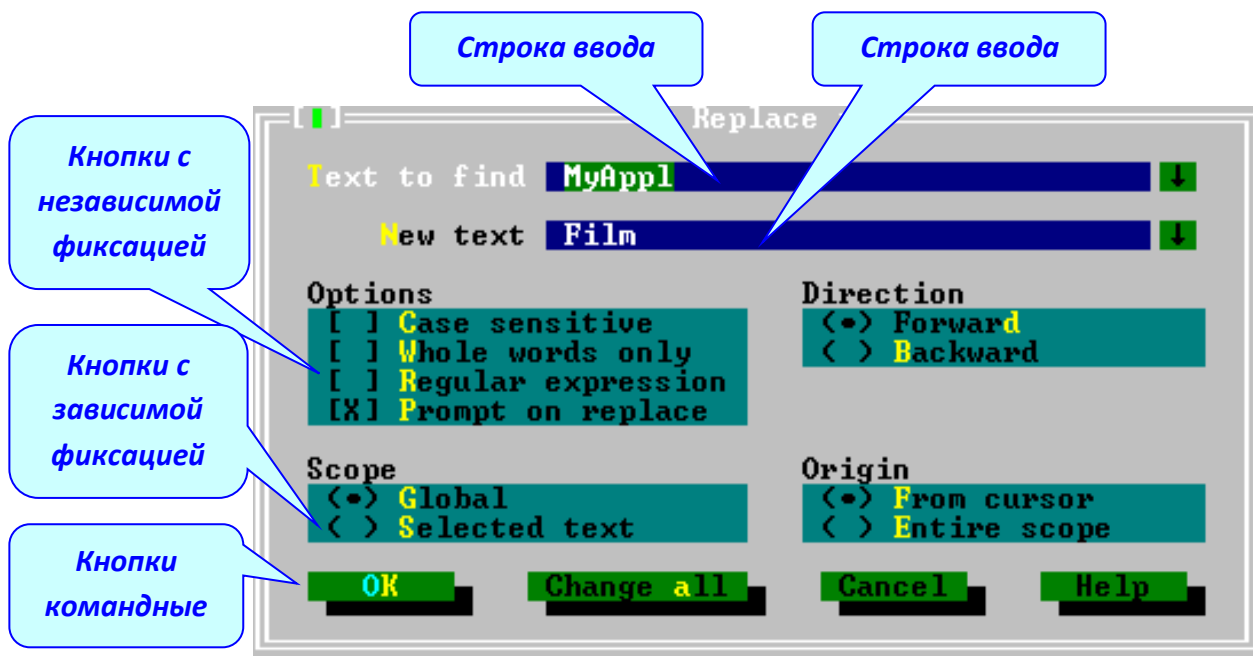 Строка ввода
Строка ввода
[ ] Replace
Кнопки с
независимой
фиксацией
Text to find MyAppl ↓
New text Film ↓
Options
[ ] Case sensitive
[ ] Whole words only
[ ] Regular expression
[X] Prompt on replace
Direction
(•) Forward
( ) Backward
Кнопки с
зависимой
фиксацией
Scope
(•) Global
( ) Selected text
Origin
(•) From cursor
( ) Entire scope
Кнопки
командные
OK Change all Cancel Help